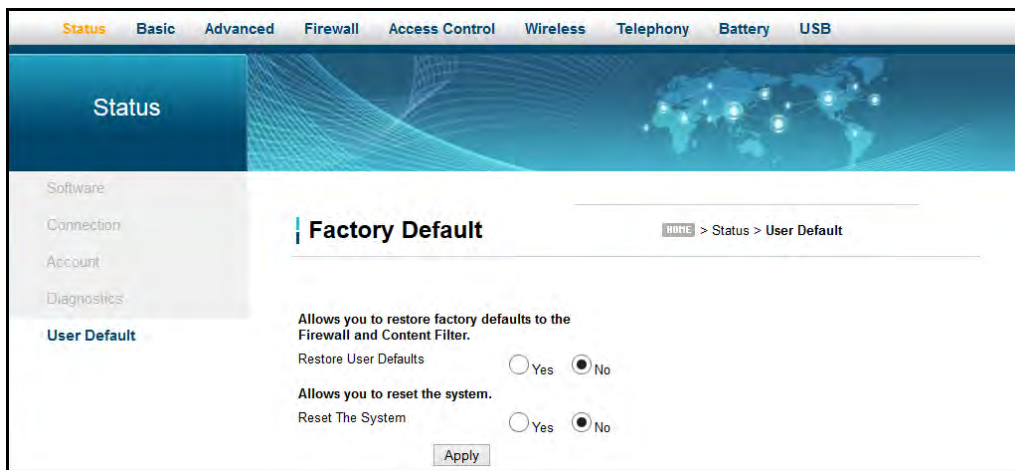 Status Basic Advanced Firewall Access Control Wireless Telephony Battery USB
Status
Software
Connection
Account
Diagnostics
User Default
Factory Default
HOME > Status > User Default
Allows you to restore factory defaults to the
Firewall and Content Filter.
Restore User Defaults Yes No
Allows you to reset the system.
Reset The System Yes No
Apply